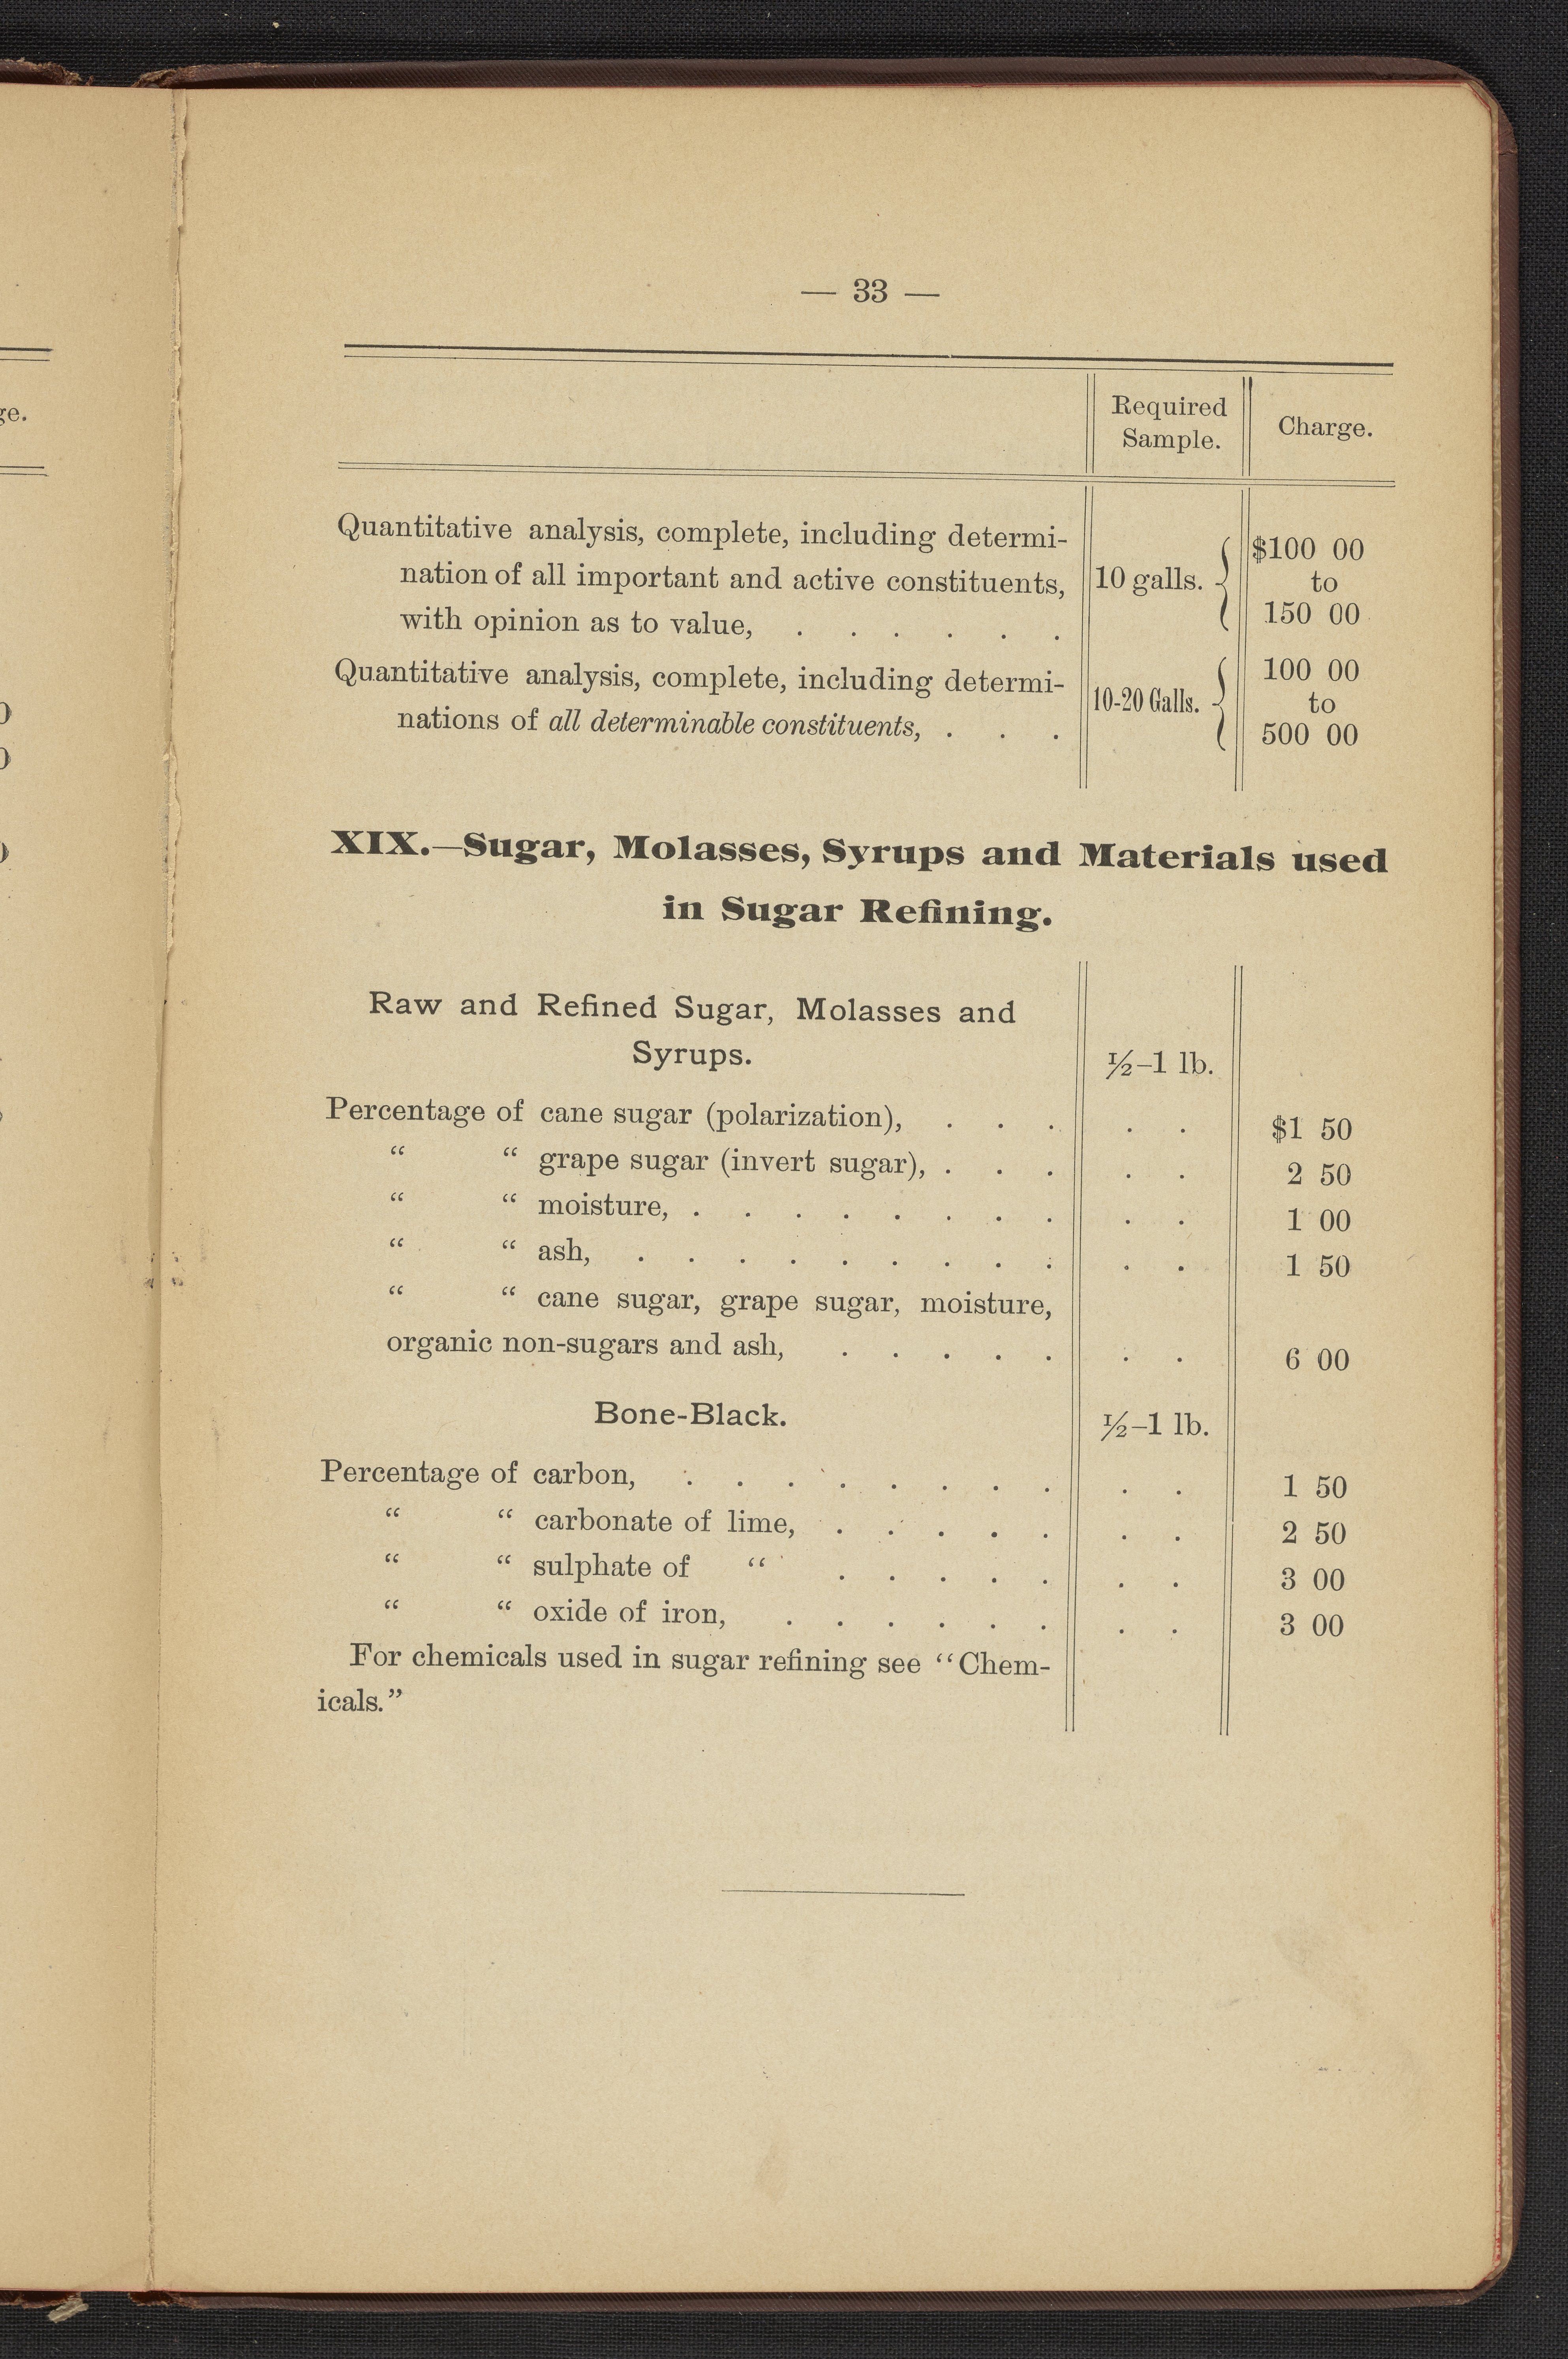 ge.
— 33 —
Required
Sample.
Charge.
Quantitative analysis, complete, including determi-
nation of all important and active constituents,
with opinion as to value, . . . . . .
10 galls.
$100 00
to
150 00
Quantitative analysis, complete, including determi-
nations of all determinable constituents, . . .
10-20 Galls.
100 00
to
500 00
XIX.—Sugar, Molasses, Syrups and Materials used
in Sugar Refining.
Raw and Refined Sugar, Molasses and
Syrups. ½–1 lb.
Percentage of cane sugar (polarization), . . . . . $1 50
“ “ grape sugar (invert sugar), . . . . . 2 50
“ “ moisture, . . . . . . . . . . 1 00
“ “ ash, . . . . . . . . . . . 1 50
“ “ cane sugar, grape sugar, moisture,
organic non-sugars and ash, . . . . . . . 6 00
Bone-Black. ½–1 lb.
Percentage of carbon, . . . . . . . . . . 1 50
“ “ carbonate of lime, . . . . . . . 2 50
“ “ sulphate of “ . . . . . . . 3 00
“ “ oxide of iron, . . . . . . . . 3 00
For chemicals used in sugar refining see “Chem-
icals.”